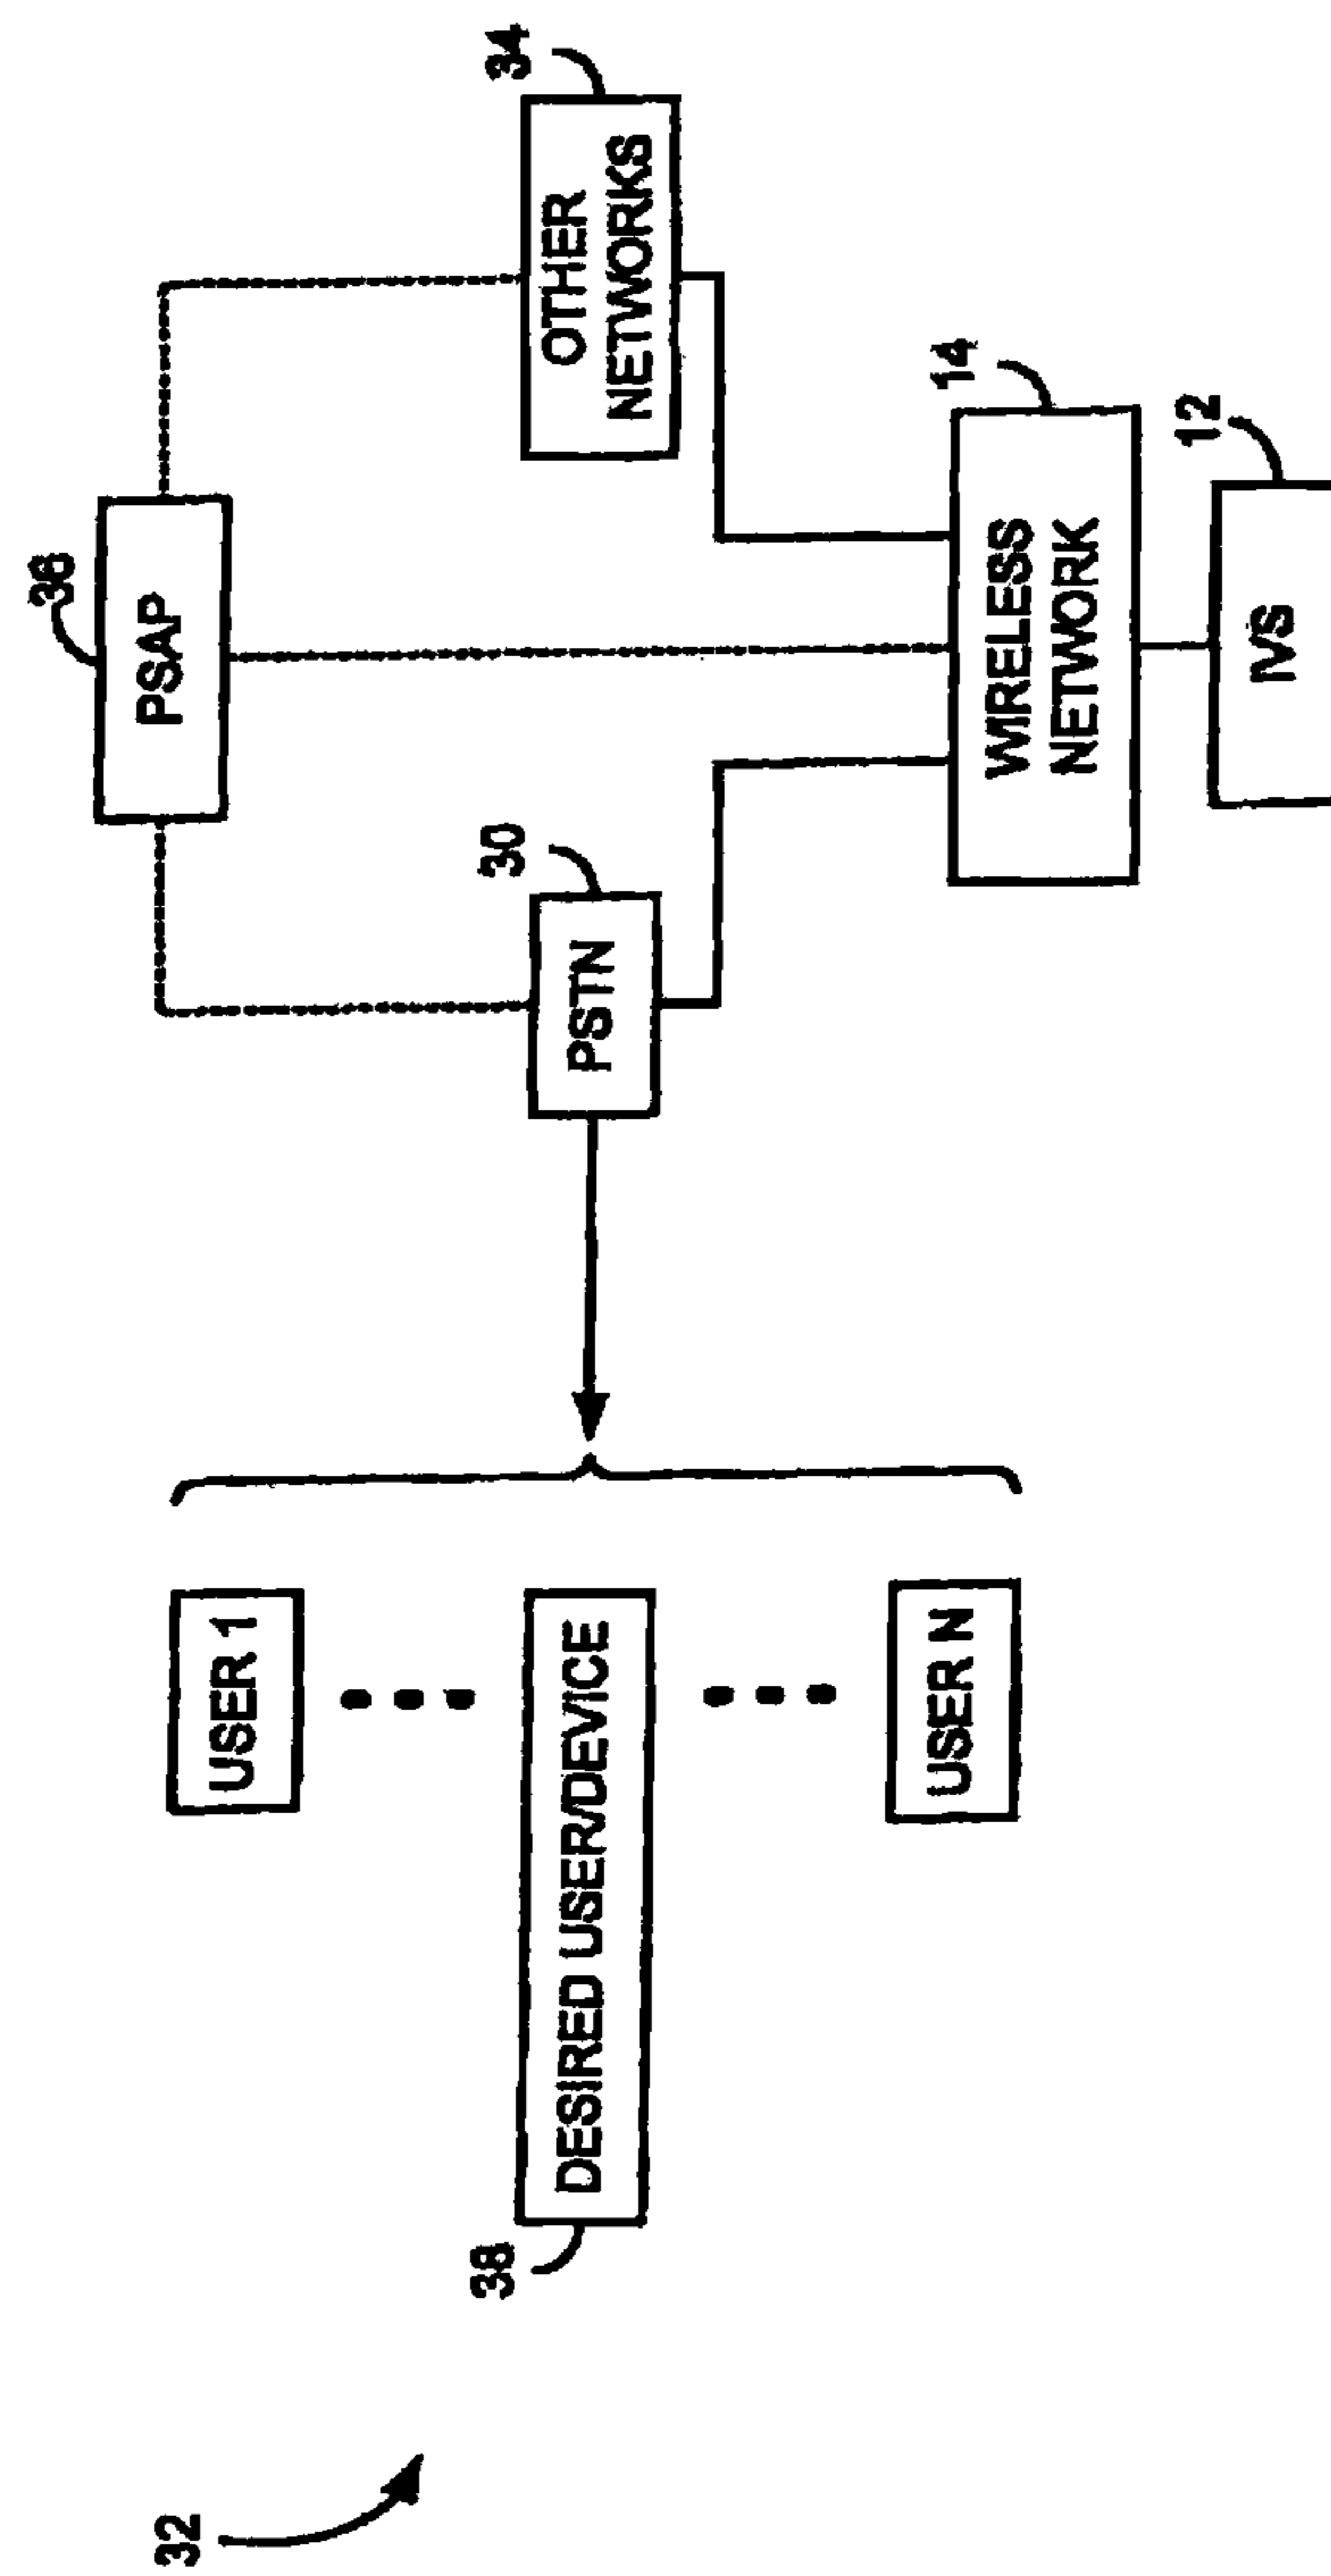 36
32
USER 1
PSAP
38
DESIRED USER/DEVICE
30
PSTN
34
OTHER
NETWORKS
USER N
14
WIRELESS
NETWORK
12
IVS